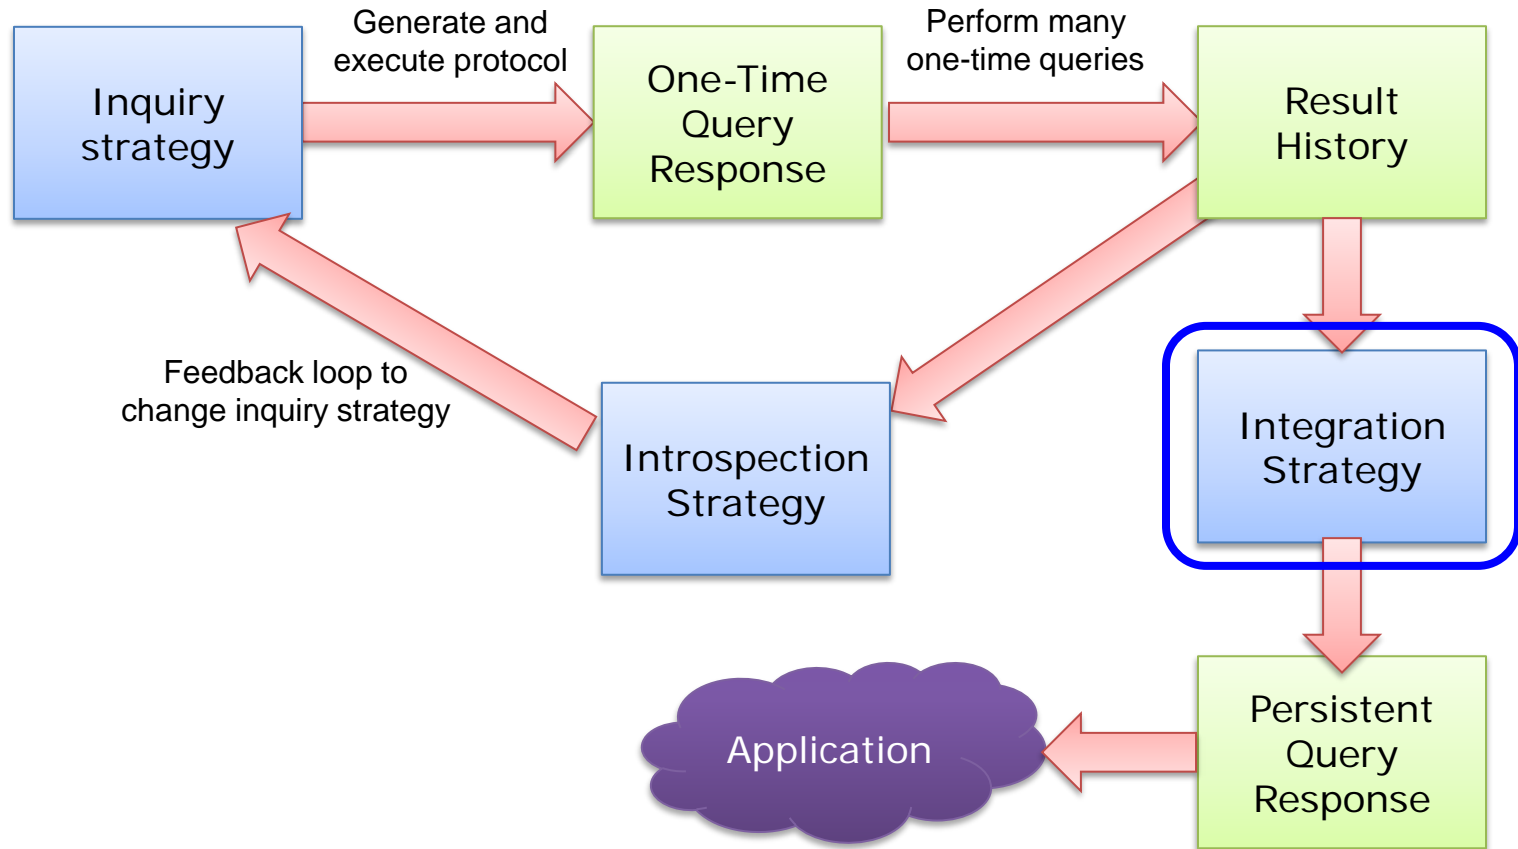 Generate and
execute protocol
Perform many
one-time queries
Inquiry
strategy
One-Time
Query
Response
Result
History
Feedback loop to
change inquiry strategy
Introspection
Strategy
Integration
Strategy
Application
Persistent
Query
Response